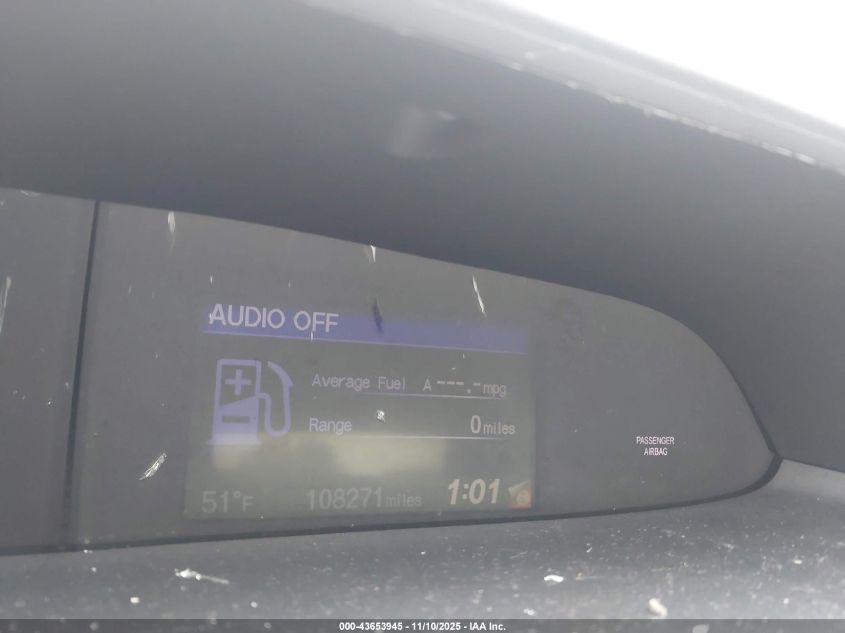 AUDIO OFF
Average Fuel A ---.- mpg
Range 0 miles
51°F 108271 miles 1:01
PASSENGER
AIRBAG
000-43653945 - 11/10/2025 - IAA Inc.